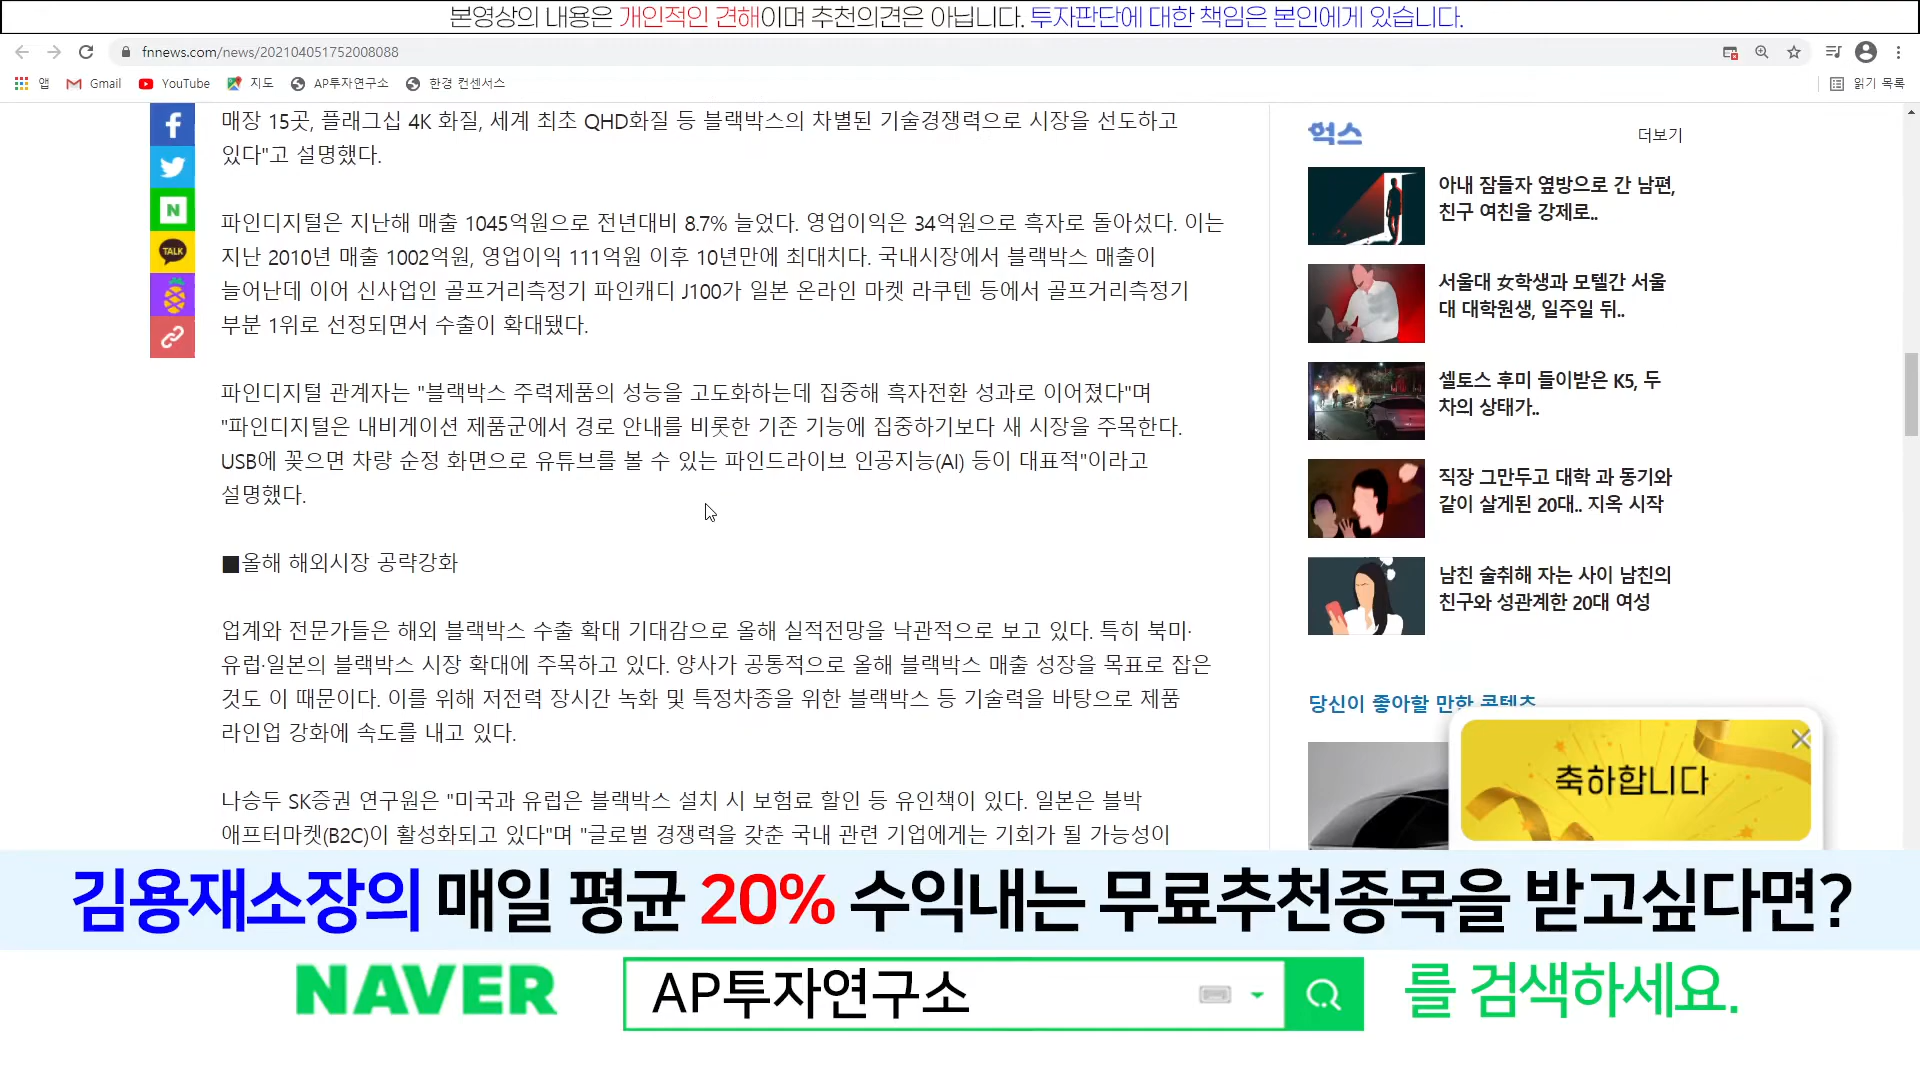 본영상의 내용은 개인적인 견해이며 추천의견은 아닙니다. 투자판단에 대한 책임은 본인에게 있습니다.
fnnews.com/news/202104051752008088
앱 Gmail YouTube 지도 AP투자연구소 한경 컨센서스 읽기 목록
매장 15곳, 플래그십 4K 화질, 세계 최초 QHD화질 등 블랙박스의 차별된 기술경쟁력으로 시장을 선도하고
있다"고 설명했다.
파인디지털은 지난해 매출 1045억원으로 전년대비 8.7% 늘었다. 영업이익은 34억원으로 흑자로 돌아섰다. 이는
지난 2010년 매출 1002억원, 영업이익 111억원 이후 10년만에 최대치다. 국내시장에서 블랙박스 매출이
늘어난데 이어 신사업인 골프거리측정기 파인캐디 J100가 일본 온라인 마켓 라쿠텐 등에서 골프거리측정기
부분 1위로 선정되면서 수출이 확대됐다.
파인디지털 관계자는 "블랙박스 주력제품의 성능을 고도화하는데 집중해 흑자전환 성과로 이어졌다"며
"파인디지털은 내비게이션 제품군에서 경로 안내를 비롯한 기존 기능에 집중하기보다 새 시장을 주목한다.
USB에 꽂으면 차량 순정 화면으로 유튜브를 볼 수 있는 파인드라이브 인공지능(AI) 등이 대표적"이라고
설명했다.
■올해 해외시장 공략강화
업계와 전문가들은 해외 블랙박스 수출 확대 기대감으로 올해 실적전망을 낙관적으로 보고 있다. 특히 북미·
유럽·일본의 블랙박스 시장 확대에 주목하고 있다. 양사가 공통적으로 올해 블랙박스 매출 성장을 목표로 잡은
것도 이 때문이다. 이를 위해 저전력 장시간 녹화 및 특정차종을 위한 블랙박스 등 기술력을 바탕으로 제품
라인업 강화에 속도를 내고 있다.
나승두 SK증권 연구원은 "미국과 유럽은 블랙박스 설치 시 보험료 할인 등 유인책이 있다. 일본은 블박
애프터마켓(B2C)이 활성화되고 있다"며 "글로벌 경쟁력을 갖춘 국내 관련 기업에게는 기회가 될 가능성이
N
TALK
헉스 더보기
아내 잠들자 옆방으로 간 남편,
친구 여친을 강제로..
서울대 女학생과 모텔간 서울
대 대학원생, 일주일 뒤..
셀토스 후미 들이받은 K5, 두
차의 상태가..
직장 그만두고 대학 과 동기와
같이 살게된 20대.. 지옥 시작
남친 술취해 자는 사이 남친의
친구와 성관계한 20대 여성
당신이 좋아할 만한 콘텐츠
축하합니다
김용재소장의 매일 평균 20% 수익내는 무료추천종목을 받고싶다면?
NAVER AP투자연구소 를 검색하세요.